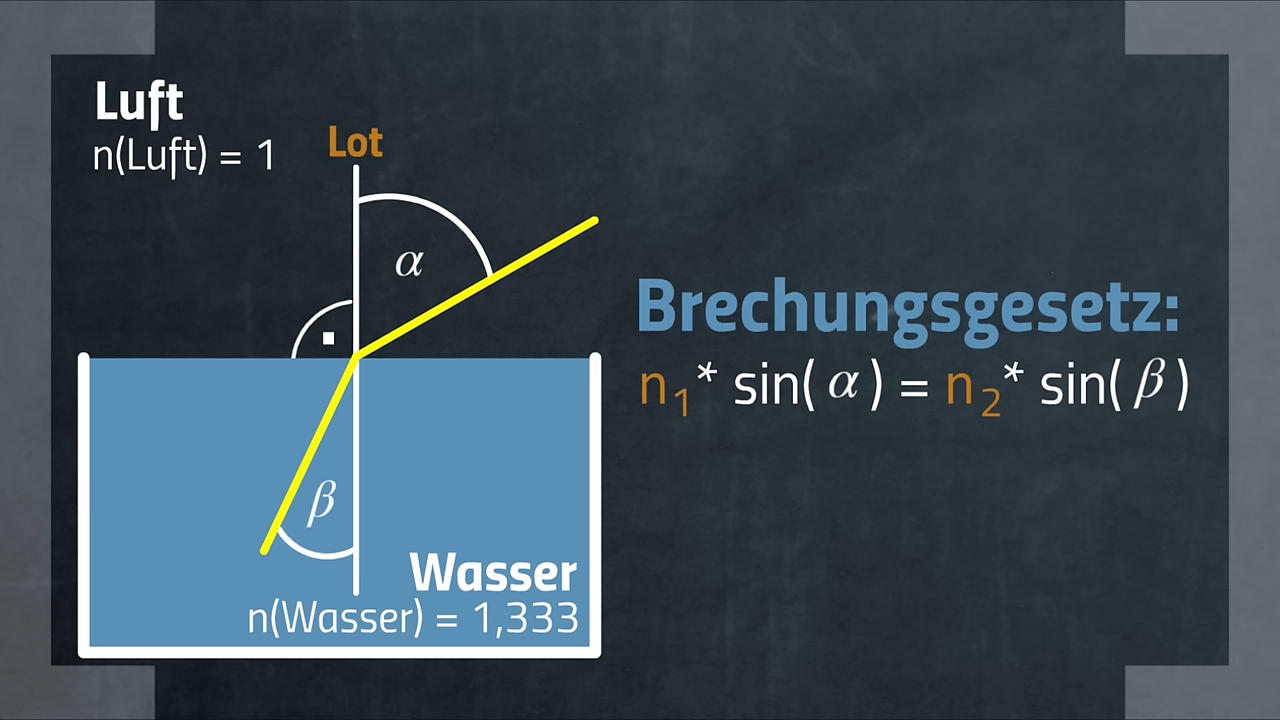 Luft
n(Luft) = 1
Lot
α
β
Wasser
n(Wasser) = 1,333
Brechungsgesetz:
n₁* sin( α ) = n₂* sin( β )